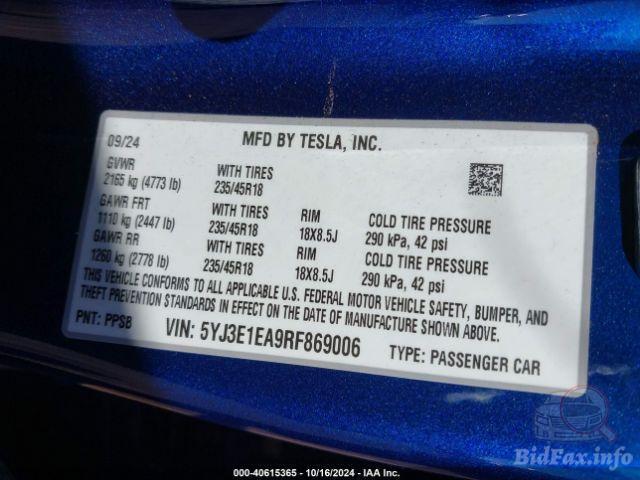 09/24 MFD BY TESLA, INC.
GVWR WITH TIRES
2165 kg (4773 lb) 235/45R18
GAWR FRT WITH TIRES RIM COLD TIRE PRESSURE
1110 kg (2447 lb) 235/45R18 18X8.5J 290 kPa, 42 psi
GAWR RR WITH TIRES RIM COLD TIRE PRESSURE
1260 kg (2778 lb) 235/45R18 18X8.5J 290 kPa, 42 psi
THIS VEHICLE CONFORMS TO ALL APPLICABLE U.S. FEDERAL MOTOR VEHICLE SAFETY, BUMPER, AND
THEFT PREVENTION STANDARDS IN EFFECT ON THE DATE OF MANUFACTURE SHOWN ABOVE.
PNT: PPSB VIN: 5YJ3E1EA9RF869006 TYPE: PASSENGER CAR
BidFax.info
000-40615365 - 10/16/2024 - IAA Inc.